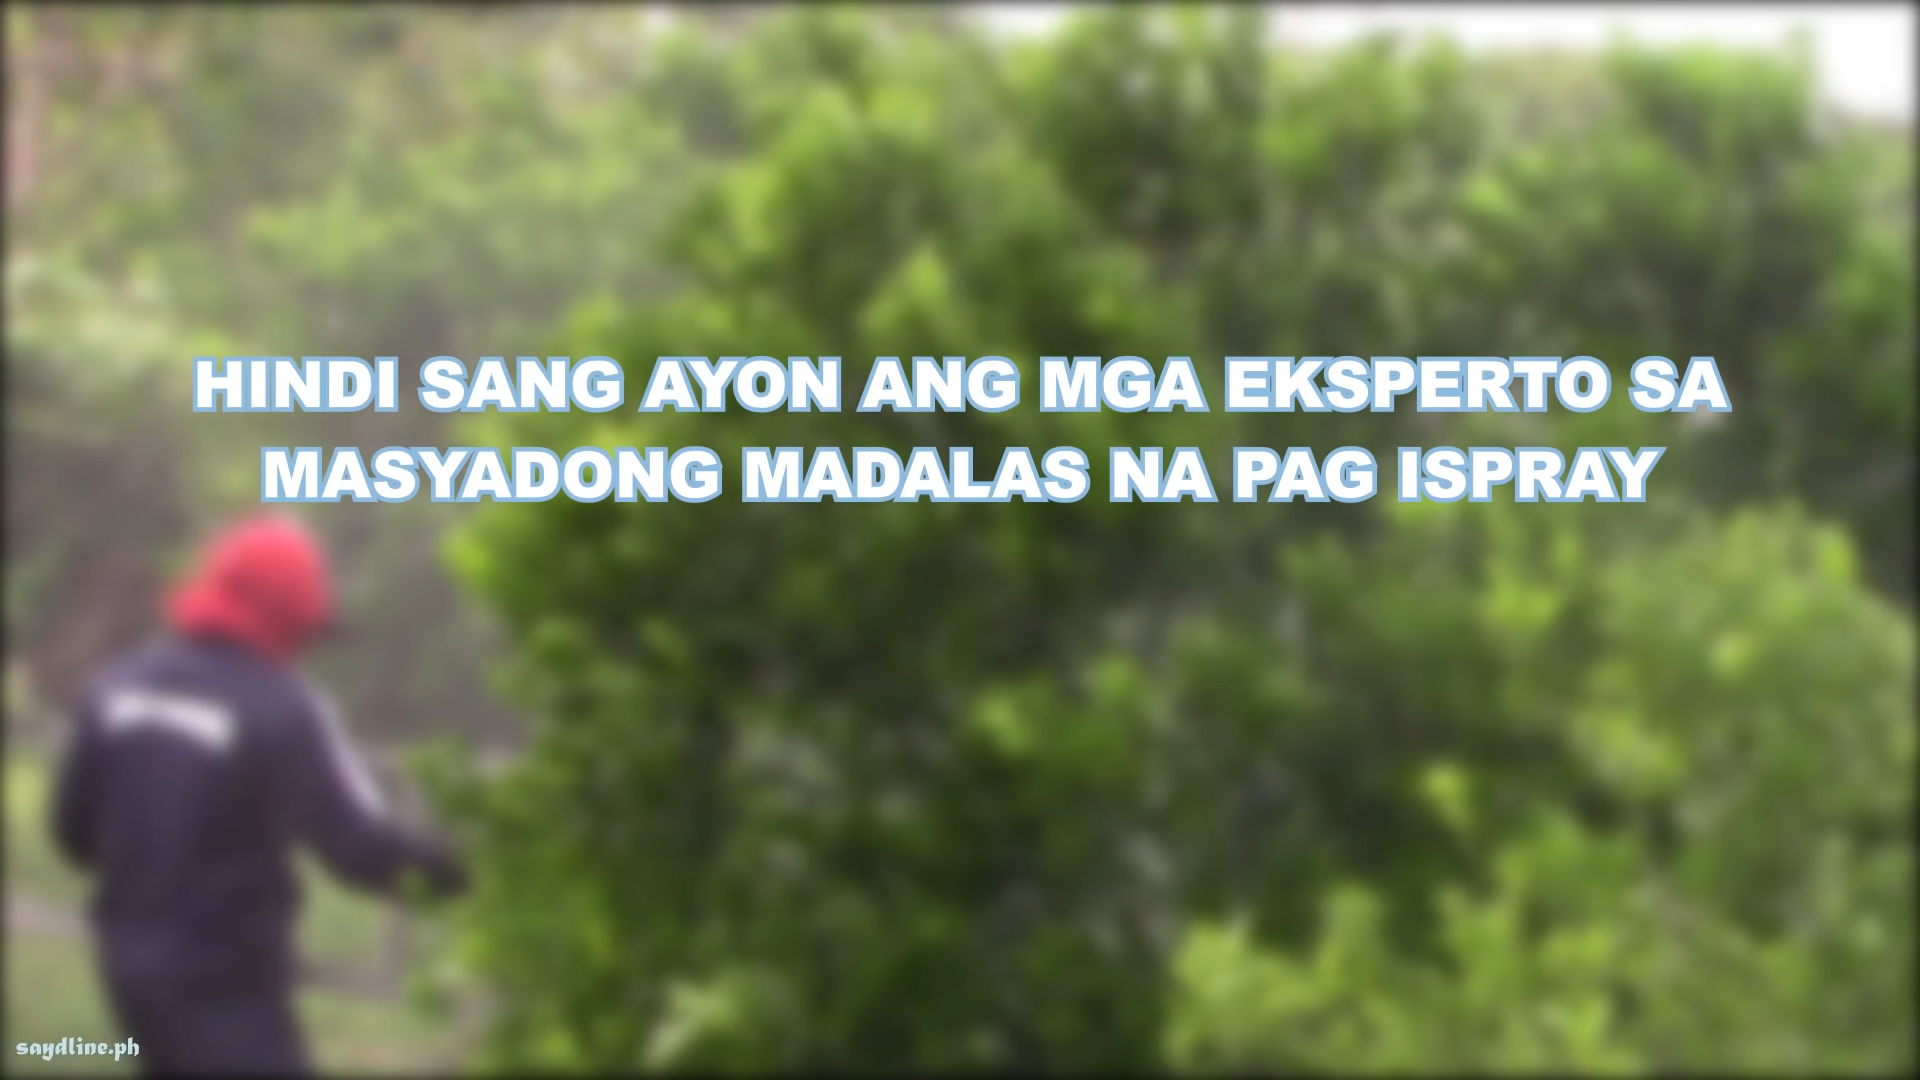 HINDI SANG AYON ANG MGA EKSPERTO SA
MASYADONG MADALAS NA PAG ISPRAY
saydline.ph